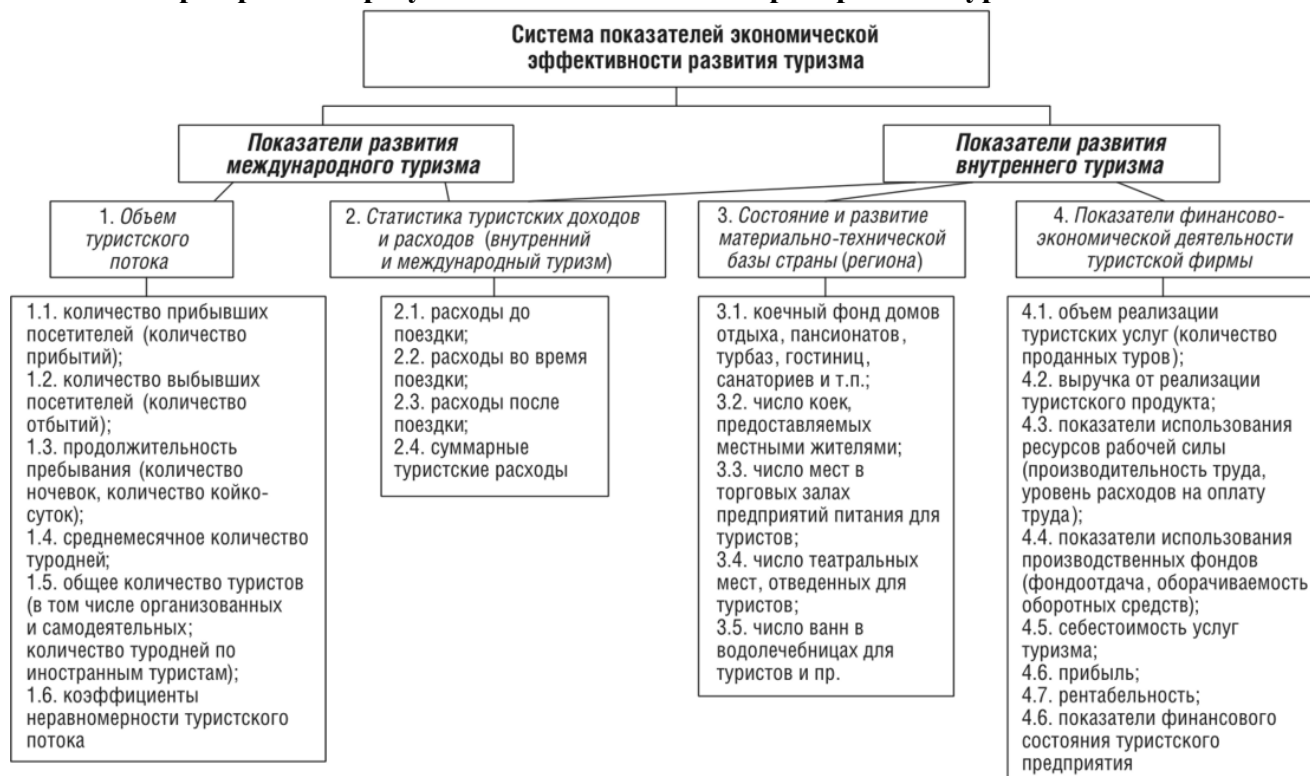 Система показателей экономической
эффективности развития туризма
Показатели развития
международного туризма
Показатели развития
внутреннего туризма
1. Объем
туристского
потока
2. Статистика туристских доходов
и расходов (внутренний
и международный туризм)
3. Состояние и развитие
материально-технической
базы страны (региона)
4. Показатели финансово-
экономической деятельности
туристской фирмы
1.1. количество прибывших
посетителей (количество
прибытий);
1.2. количество выбывших
посетителей (количество
отбытий);
1.3. продолжительность
пребывания (количество
ночевок, количество койко-
суток);
1.4. среднемесячное количество
туродней;
1.5. общее количество туристов
(в том числе организованных
и самодеятельных;
количество туродней по
иностранным туристам);
1.6. коэффициенты
неравномерности туристского
потока
2.1. расходы до
поездки;
2.2. расходы во время
поездки;
2.3. расходы после
поездки;
2.4. суммарные
туристские расходы
3.1. коечный фонд домов
отдыха, пансионатов,
турбаз, гостиниц,
санаториев и т.п.;
3.2. число коек,
предоставляемых
местными жителями;
3.3. число мест в
торговых залах
предприятий питания для
туристов;
3.4. число театральных
мест, отведенных для
туристов;
3.5. число ванн в
водолечебницах для
туристов и пр.
4.1. объем реализации
туристских услуг (количество
проданных туров);
4.2. выручка от реализации
туристского продукта;
4.3. показатели использования
ресурсов рабочей силы
(производительность труда,
уровень расходов на оплату
труда);
4.4. показатели использования
производственных фондов
(фондоотдача, оборачиваемость
оборотных средств);
4.5. себестоимость услуг
туризма;
4.6. прибыль;
4.7. рентабельность;
4.6. показатели финансового
состояния туристского
предприятия